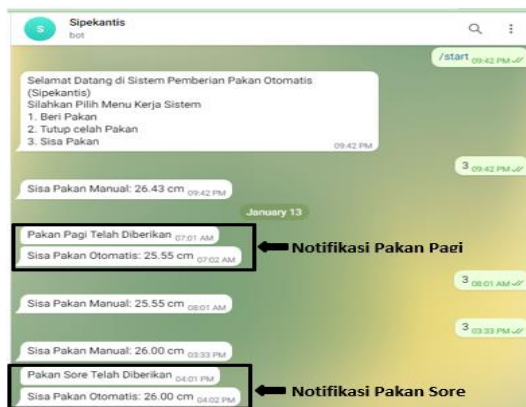 S
Sipekantis
bot
/start 09:42 PM
Selamat Datang di Sistem Pemberian Pakan Otomatis
(Sipekantis)
Silahkan Pilih Menu Kerja Sistem
1. Beri Pakan
2. Tutup celah Pakan
3. Sisa Pakan
09:42 PM
3 09:42 PM
Sisa Pakan Manual: 26.43 cm 09:42 PM
January 13
Pakan Pagi Telah Diberikan 07:01 AM
Sisa Pakan Otomatis: 25.55 cm 07:02 AM
Notifikasi Pakan Pagi
3 08:01 AM
Sisa Pakan Manual: 25.55 cm 08:01 AM
3 03:33 PM
Sisa Pakan Manual: 26.00 cm 03:33 PM
Pakan Sore Telah Diberikan 04:01 PM
Sisa Pakan Otomatis: 26.00 cm 04:02 PM
Notifikasi Pakan Sore